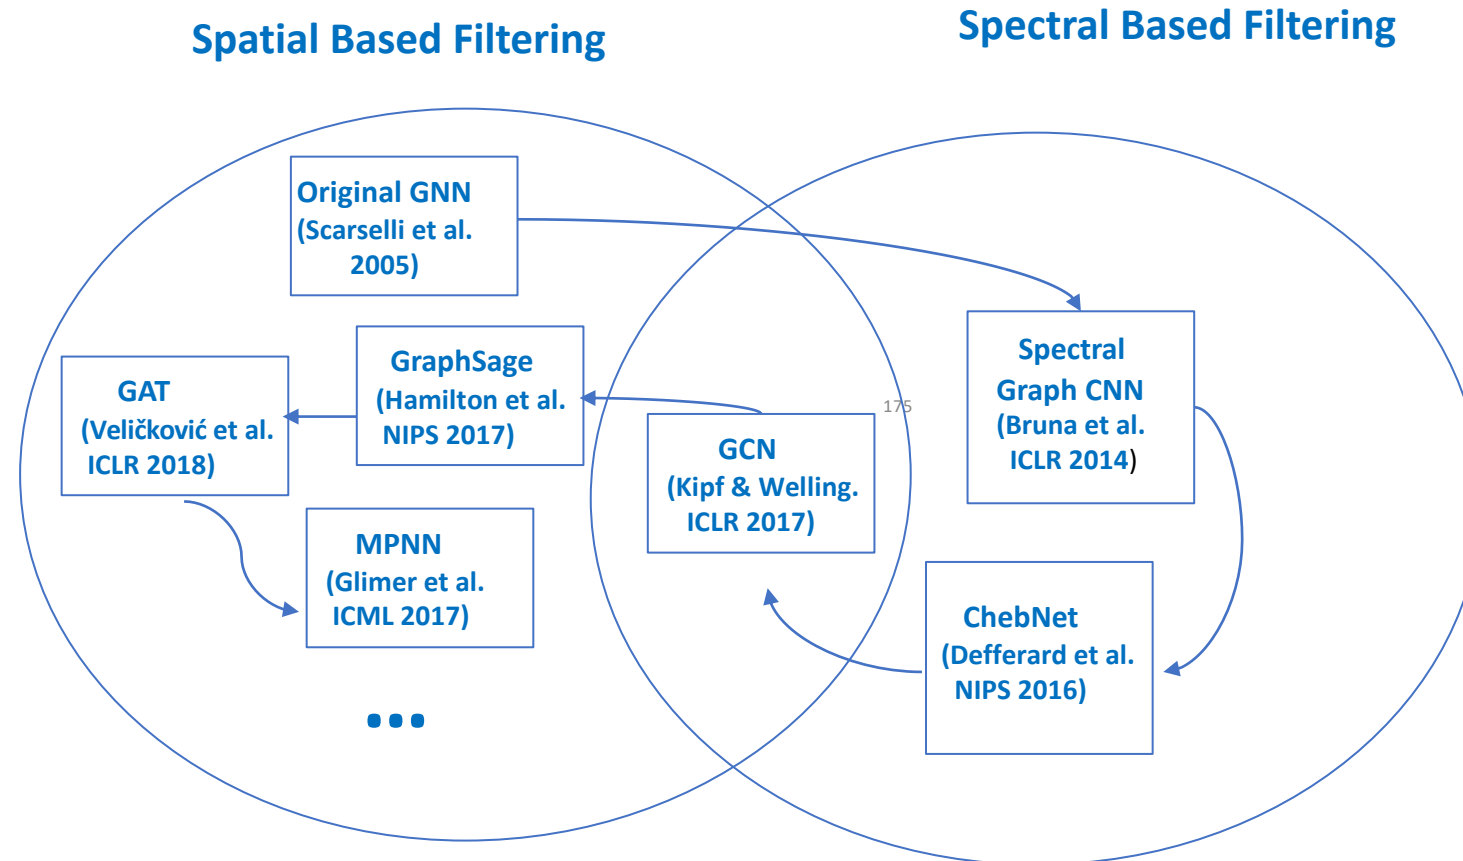 Spatial Based Filtering
Spectral Based Filtering
Original GNN
(Scarselli et al.
2005)
GraphSage
(Hamilton et al.
NIPS 2017)
GAT
(Veličković et al.
ICLR 2018)
MPNN
(Glimer et al.
ICML 2017)
...
175
GCN
(Kipf & Welling.
ICLR 2017)
Spectral
Graph CNN
(Bruna et al.
ICLR 2014)
ChebNet
(Defferard et al.
NIPS 2016)